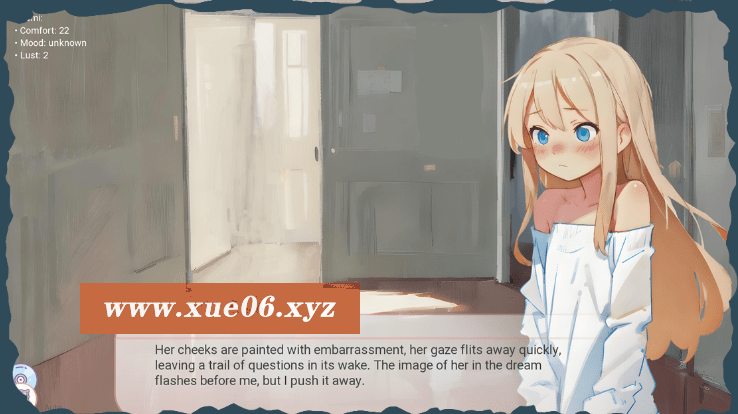 • Comfort: 22
• Mood: unknown
• Lust: 2
www.xue06.xyz
Her cheeks are painted with embarrassment, her gaze flits away quickly,
leaving a trail of questions in its wake. The image of her in the dream
flashes before me, but I push it away.